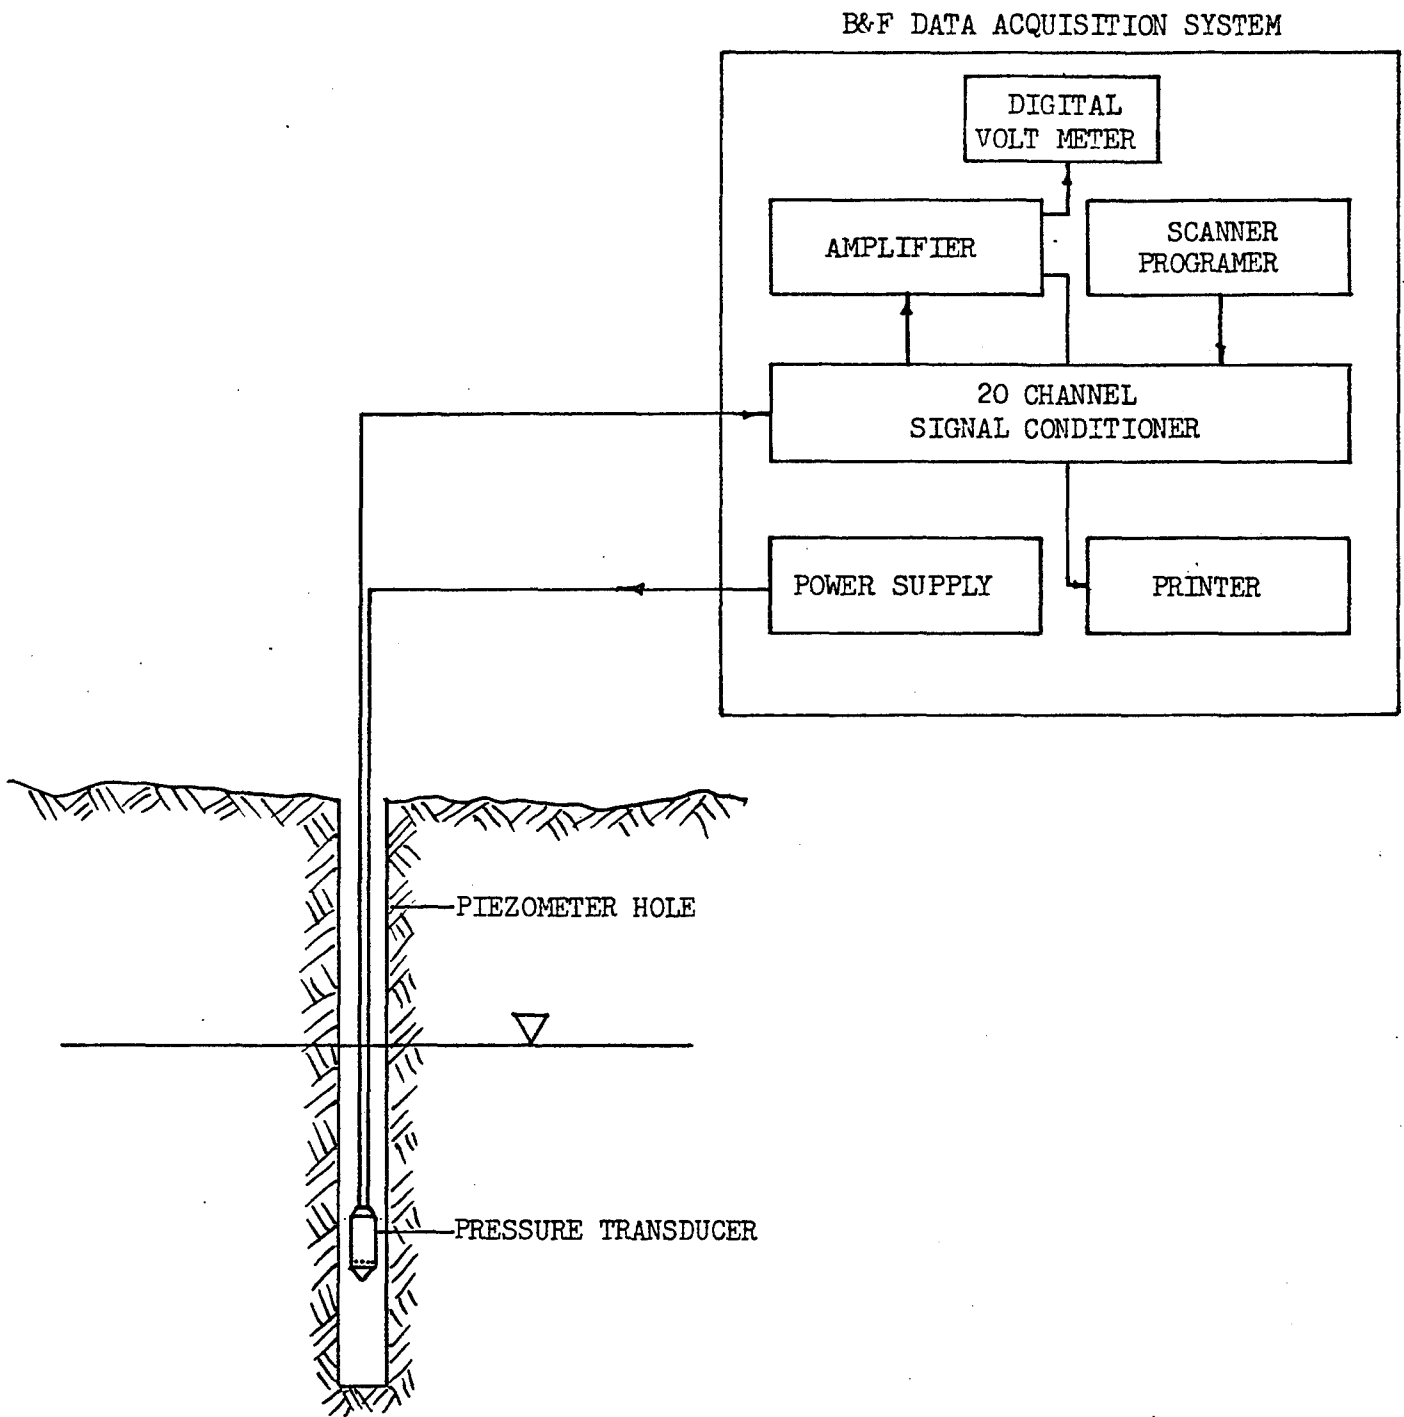 B&F DATA ACQUISITION SYSTEM
DIGITAL
VOLT METER
AMPLIFIER
SCANNER
PROGRAMER
20 CHANNEL
SIGNAL CONDITIONER
POWER SUPPLY
PRINTER
PIEZOMETER HOLE
PRESSURE TRANSDUCER